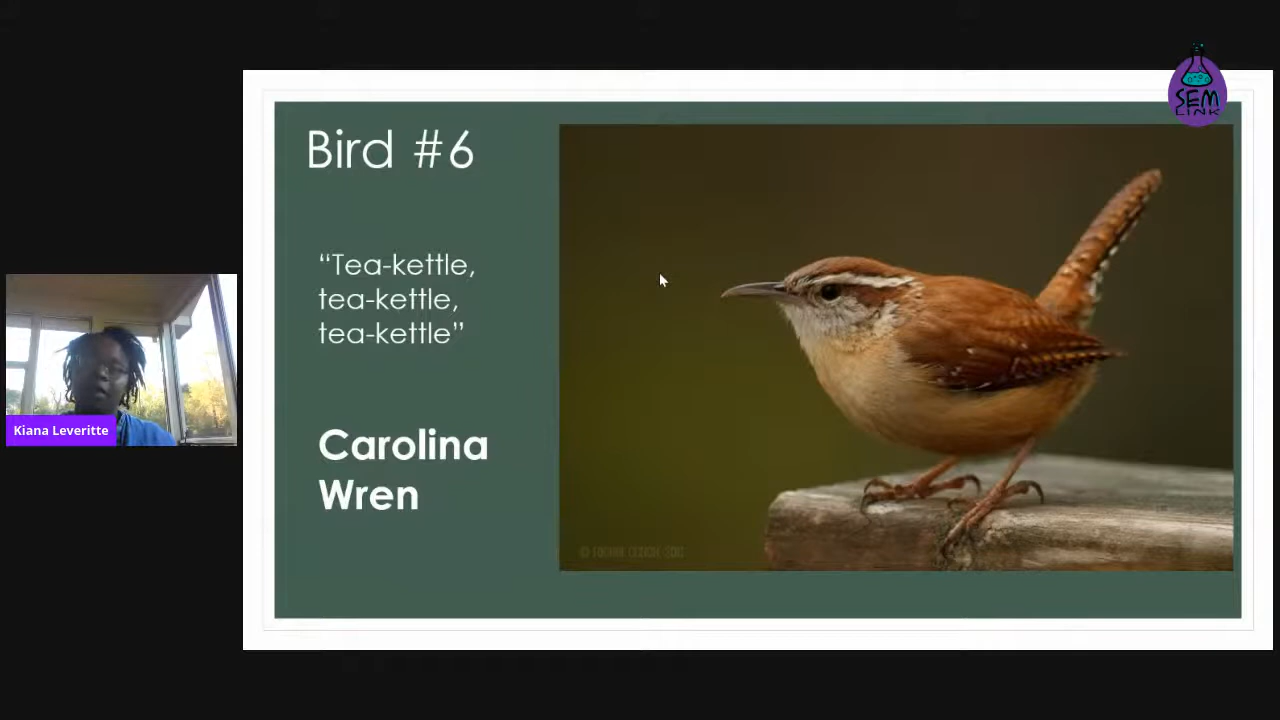 SEM
LINK
Bird #6
“Tea-kettle,
tea-kettle,
tea-kettle”
Kiana Leveritte
Carolina
Wren